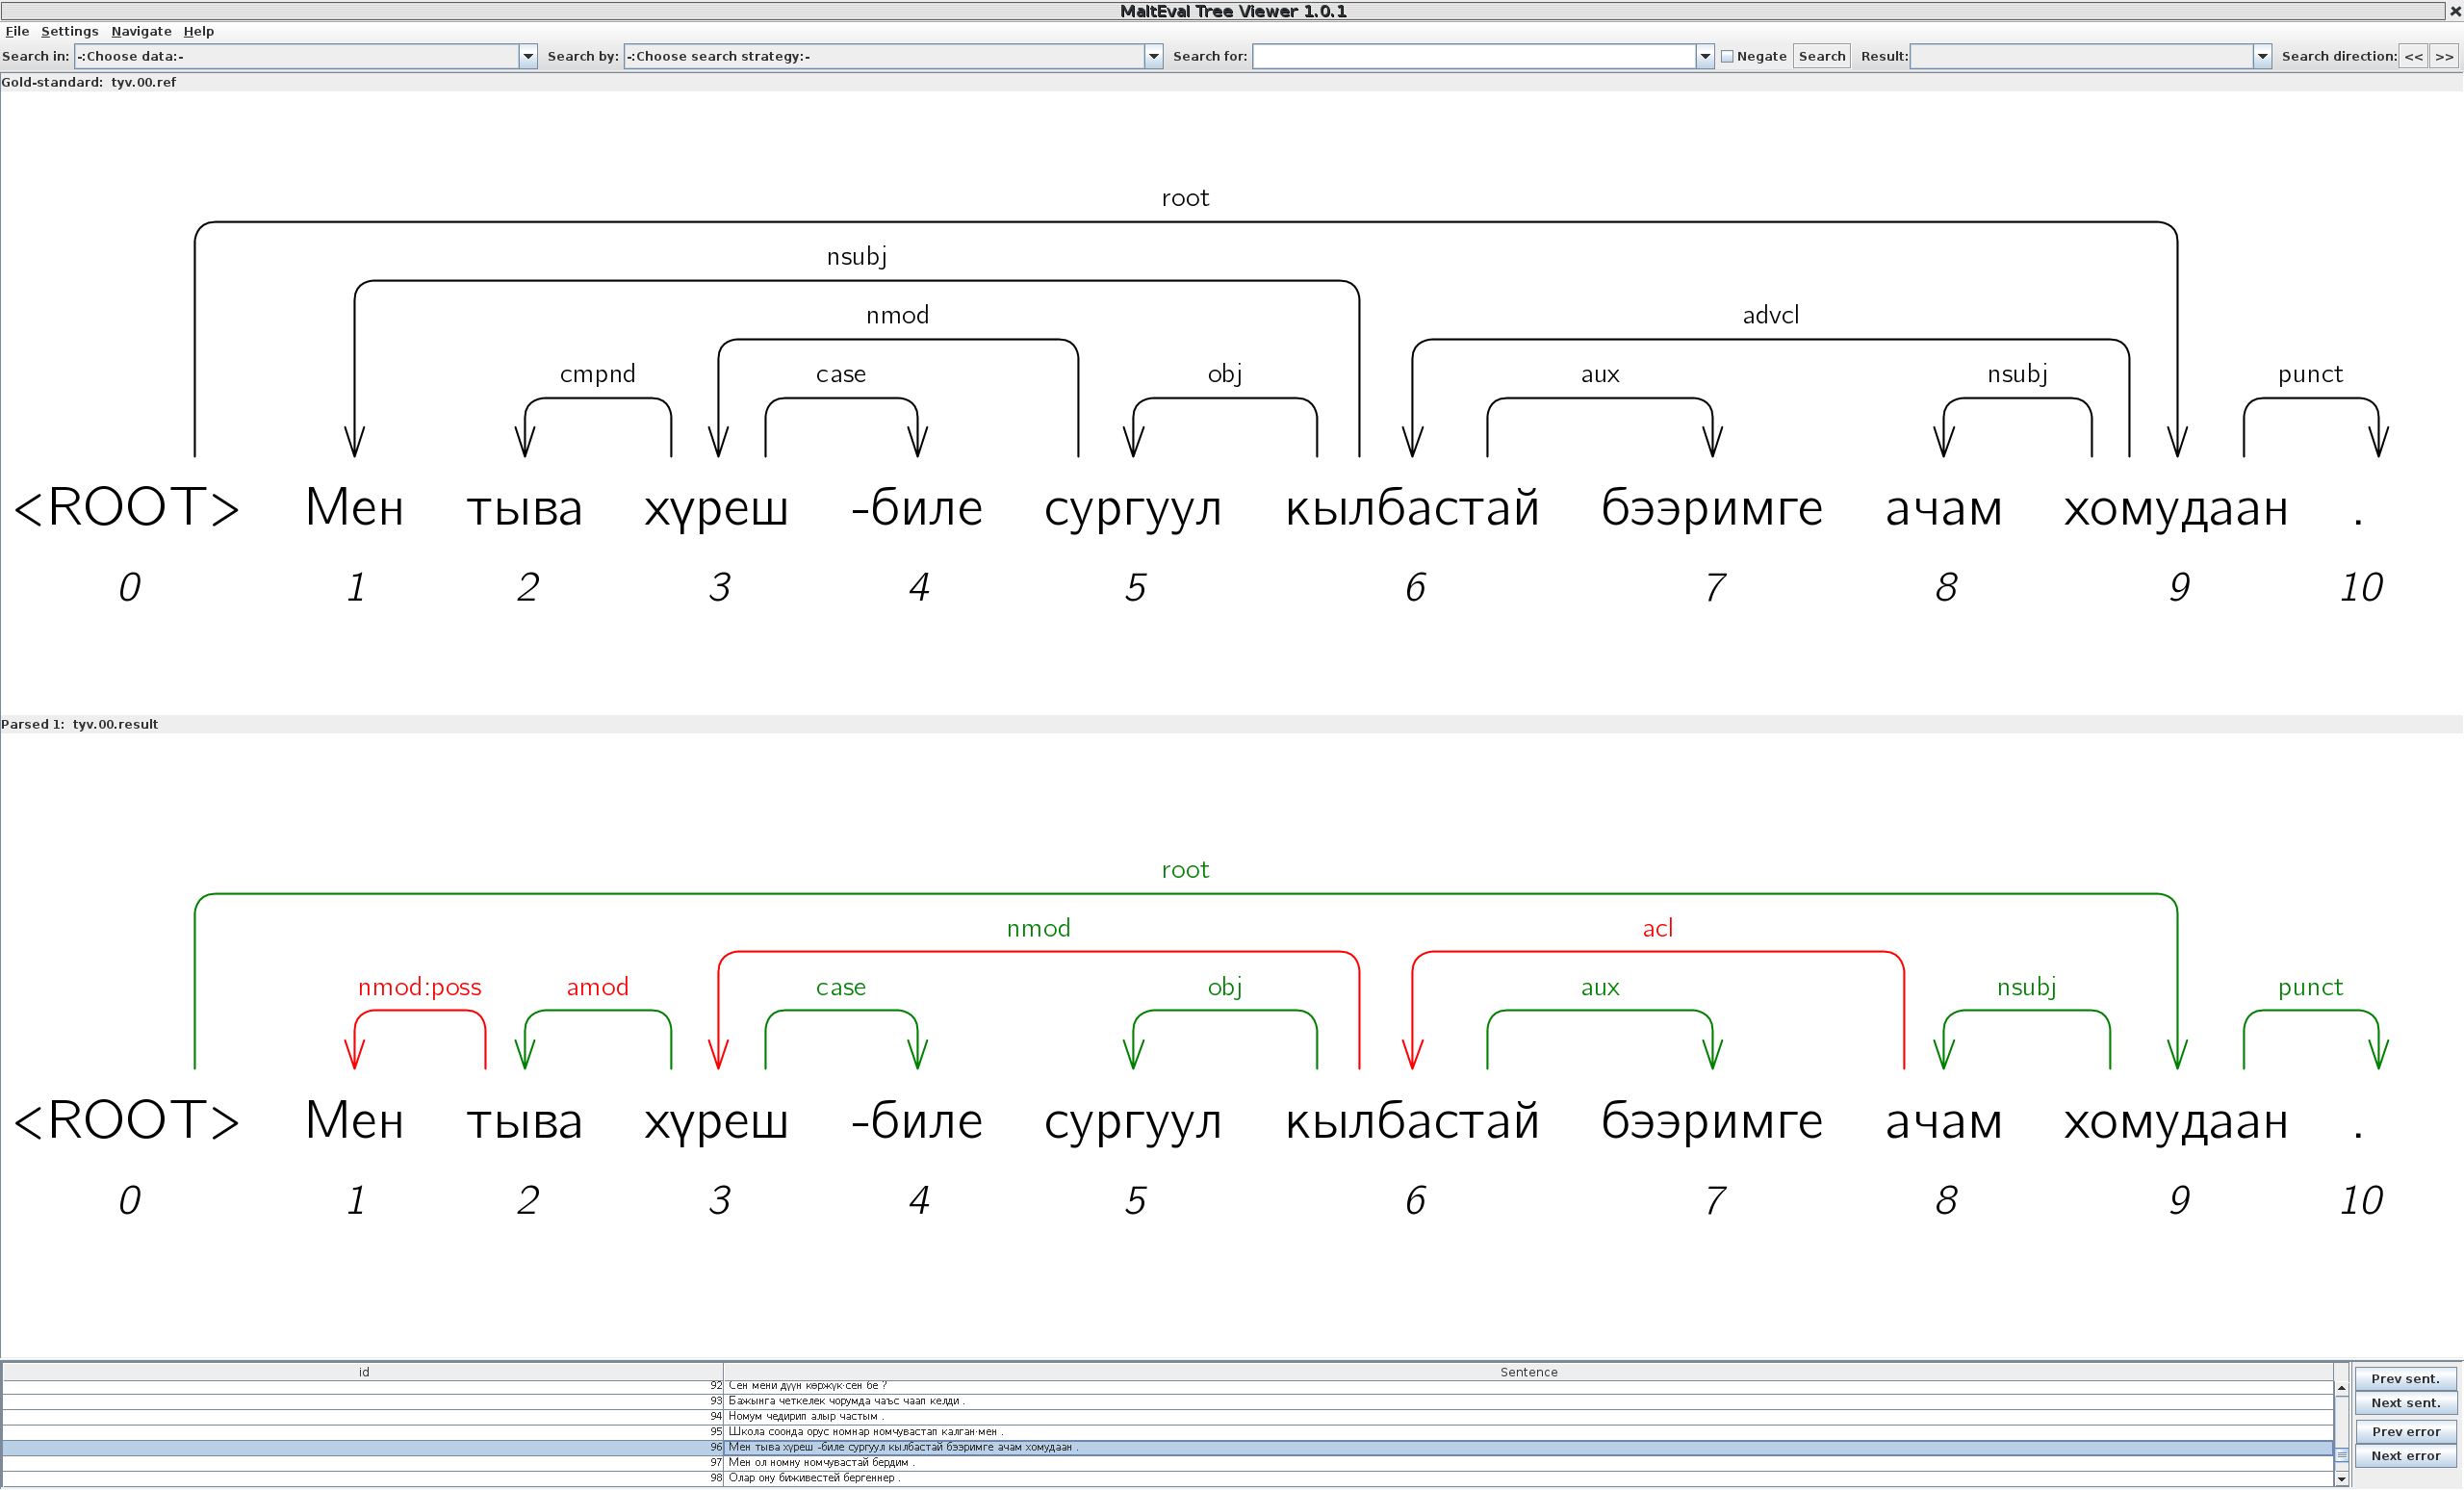 MaltEval Tree Viewer 1.0.1
File Settings Navigate Help
Search in: -:Choose data:- Search by: -:Choose search strategy:- Search for: Negate Search Result: Search direction: << >>
Gold-standard: tyv.00.ref
root
nsubj
nmod advcl
cmpnd case obj aux nsubj punct
<ROOT> Мен тыва хүреш -биле сургуул кылбастай бээримге ачам хомудаан .
0 1 2 3 4 5 6 7 8 9 10
Parsed 1: tyv.00.result
root
nmod acl
nmod:poss amod case obj aux nsubj punct
<ROOT> Мен тыва хүреш -биле сургуул кылбастай бээримге ачам хомудаан .
0 1 2 3 4 5 6 7 8 9 10
id Sentence
92 Сен мени дүүн көржүк·сен бе ?
93 Бажынга четкелек чорумда чаъс чаап келди .
94 Номум чедирип алыр частым .
95 Школа соонда орус номнар номчувастап калган·мен .
96 Мен тыва хүреш -биле сургуул кылбастай бээримге ачам хомудаан .
97 Мен ол номну номчувастай бердим .
98 Олар ону биживестей бергеннер .
Prev sent.
Next sent.
Prev error
Next error